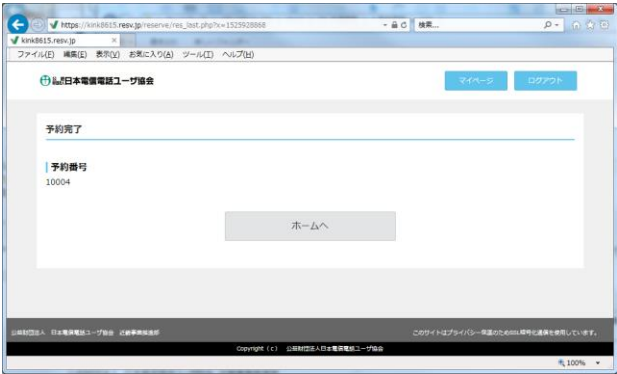 https://kink8615.resv.jp/reserve/res_last.php?x=1525928868
検索...
kink8615.resv.jp
ファイル(F) 編集(E) 表示(V) お気に入り(A) ツール(T) ヘルプ(H)
日本電信電話ユーザ協会
マイページ
ログアウト
予約完了
予約番号
10004
ホームへ
公益財団法人 日本電信電話ユーザ協会 近畿事業推進部
このサイトはプライバシー保護のためSSL暗号化通信を使用しています。
Copyright (c) 公益財団法人日本電信電話ユーザ協会
100%